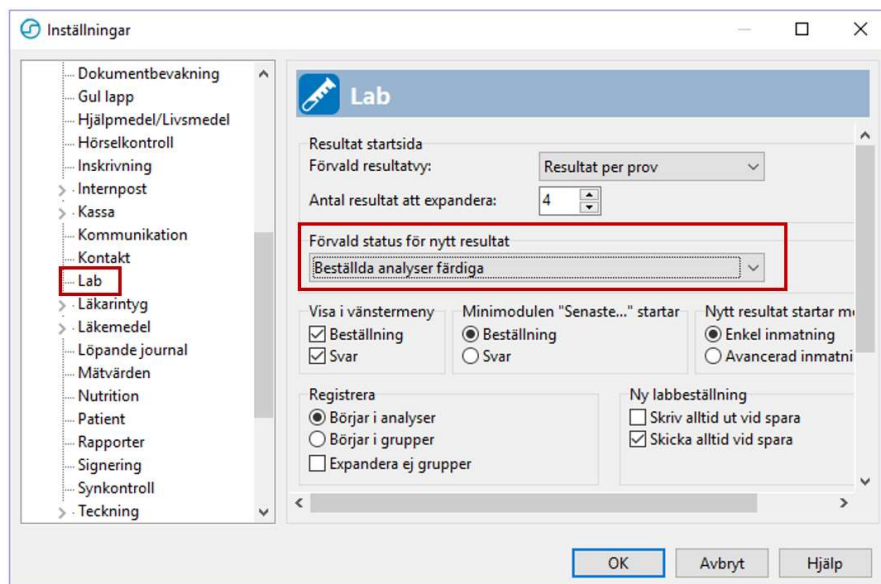 Inställningar
Dokumentbevakning
Gul lapp
Hjälpmedel/Livsmedel
Hörselkontroll
Inskrivning
Internpost
Kassa
Kommunikation
Kontakt
Lab
Läkarintyg
Läkemedel
Löpande journal
Mätvärden
Nutrition
Patient
Rapporter
Signering
Synkontroll
Teckning
Lab
Resultat startsida
Förvald resultatvy: Resultat per prov
Antal resultat att expandera: 4
Förvald status för nytt resultat
Beställda analyser färdiga
Visa i vänstermeny Minimodulen "Senaste..." startar Nytt resultat startar m
Beställning Beställning Enkel inmatning
Svar Svar Avancerad inmatni
Registrera Ny labbeställning
Börjar i analyser Skriv alltid ut vid spara
Börjar i grupper Skicka alltid vid spara
Expandera ej grupper
OK Avbryt Hjälp